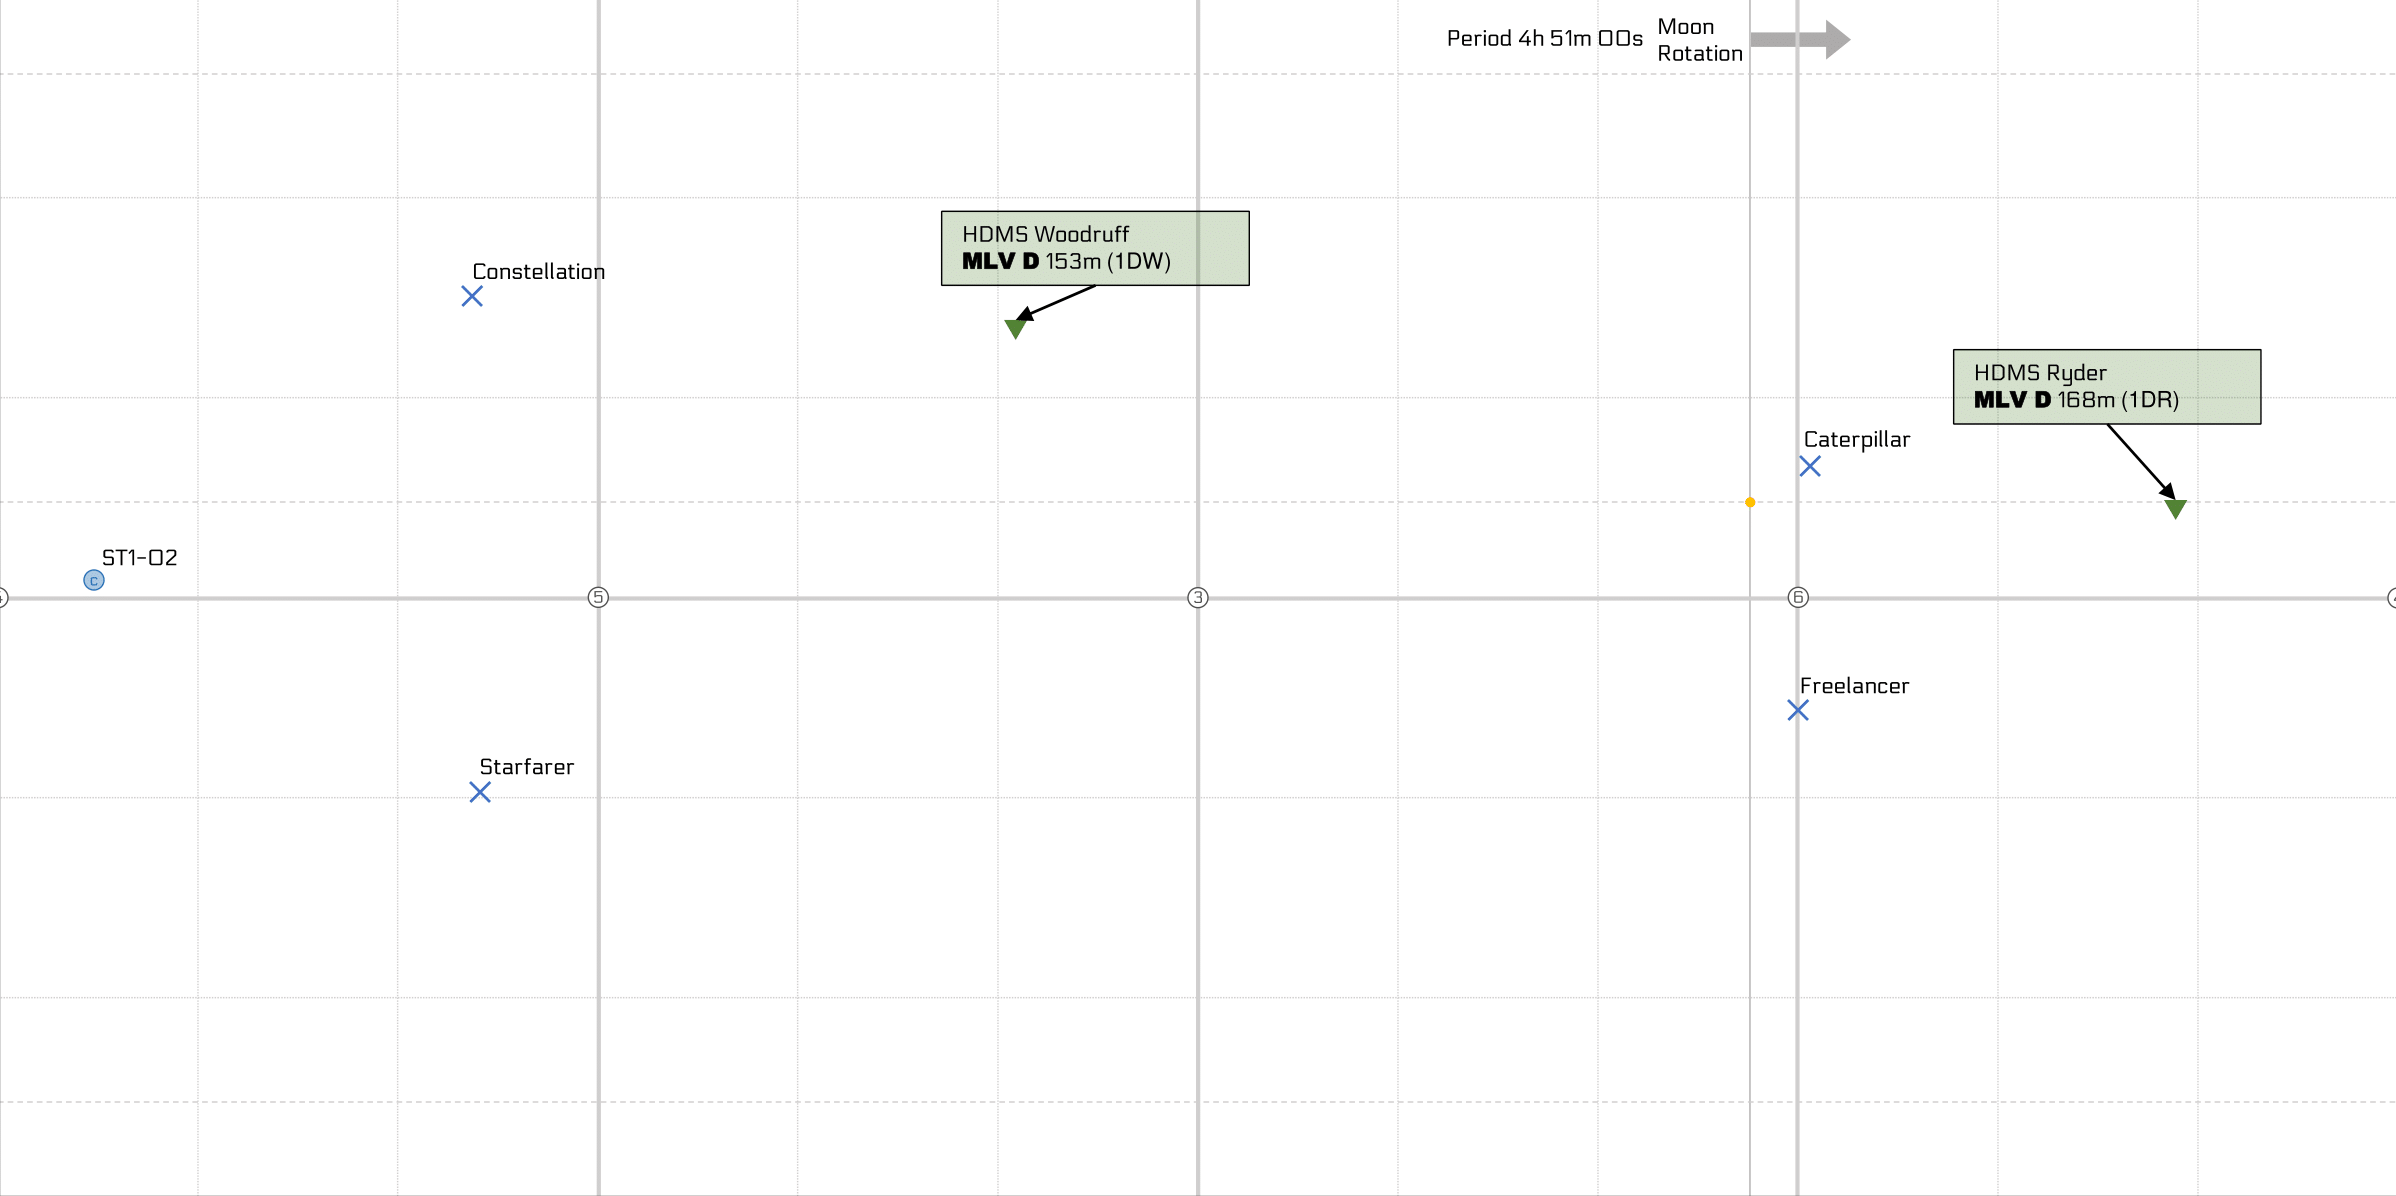 Period 4h 51m 00s
Moon
Rotation
HDMS Woodruff
MLV D 153m (1DW)
Constellation
HDMS Ryder
MLV D 168m (1DR)
Caterpillar
ST1-02
c
5
3
6
Freelancer
Starfarer